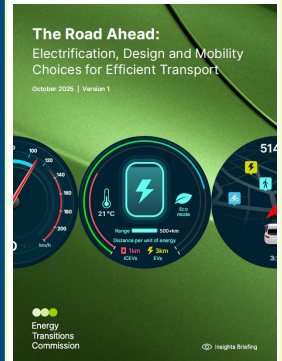 The Road Ahead:
Electrification, Design and Mobility
Choices for Efficient Transport
October 2025 | Version 1
100
120
140
160
180
200
km/h
21°C
Eco
mode
Range 500+km
Distance per unit of energy
1km 3km
ICEVs EVs
514
3:
Energy
Transitions
Commission
Insights Briefing